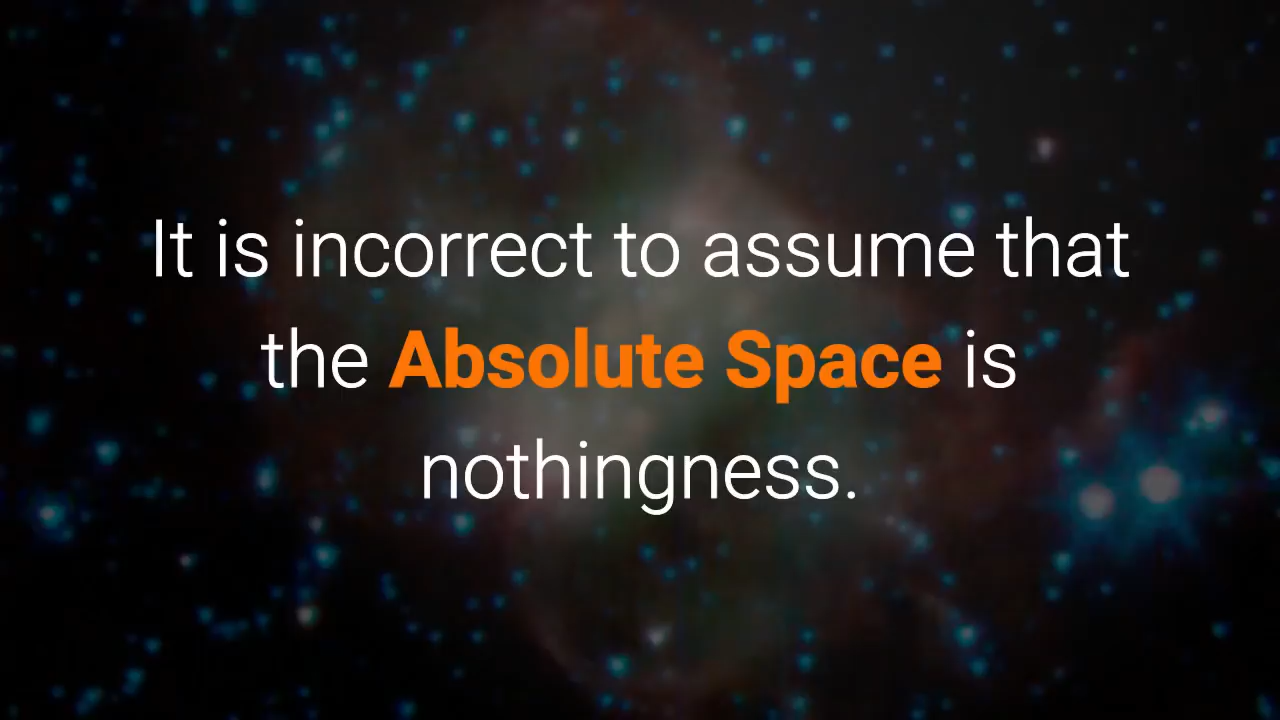 It is incorrect to assume that
the Absolute Space is
nothingness.